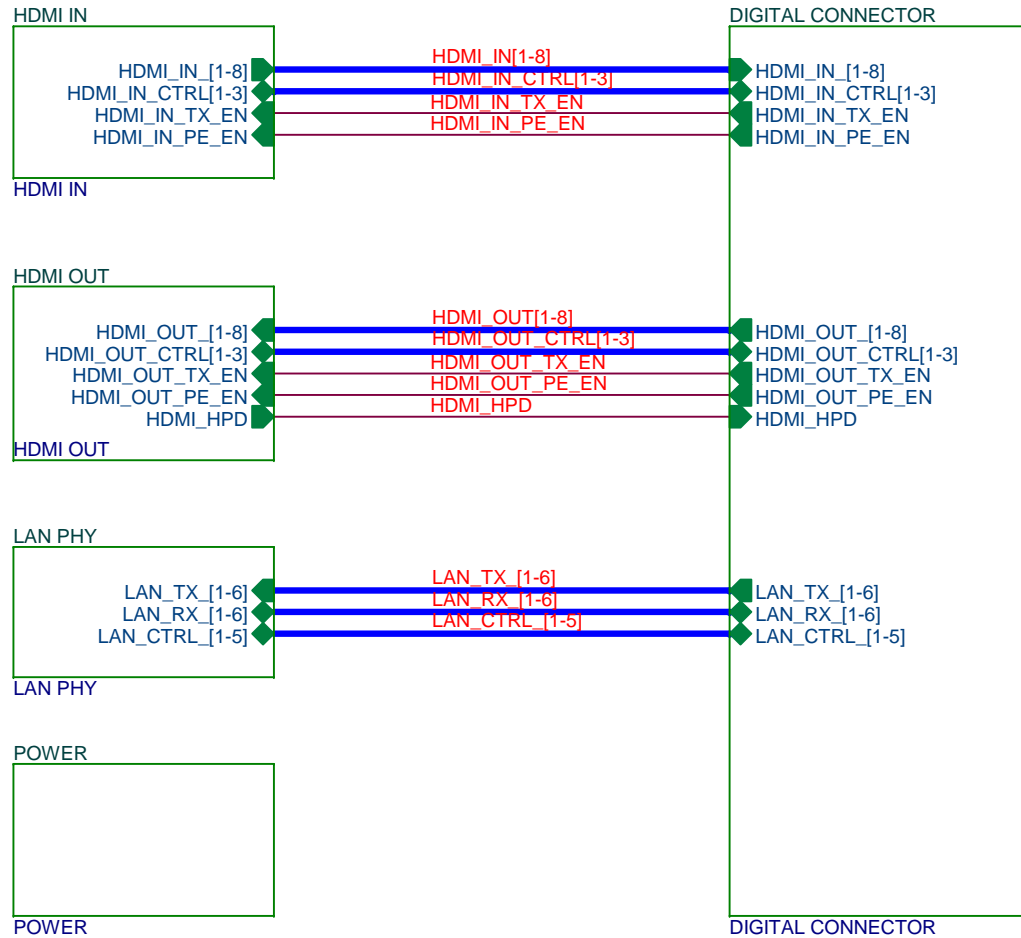 HDMI IN
HDMI_IN_[1-8]
HDMI_IN_CTRL[1-3]
HDMI_IN_TX_EN
HDMI_IN_PE_EN
HDMI IN
HDMI_IN[1-8]
HDMI_IN_CTRL[1-3]
HDMI_IN_TX_EN
HDMI_IN_PE_EN
DIGITAL CONNECTOR
HDMI_IN_[1-8]
HDMI_IN_CTRL[1-3]
HDMI_IN_TX_EN
HDMI_IN_PE_EN
HDMI OUT
HDMI_OUT_[1-8]
HDMI_OUT_CTRL[1-3]
HDMI_OUT_TX_EN
HDMI_OUT_PE_EN
HDMI_HPD
HDMI OUT
HDMI_OUT[1-8]
HDMI_OUT_CTRL[1-3]
HDMI_OUT_TX_EN
HDMI_OUT_PE_EN
HDMI_HPD
HDMI_OUT_[1-8]
HDMI_OUT_CTRL[1-3]
HDMI_OUT_TX_EN
HDMI_OUT_PE_EN
HDMI_HPD
LAN PHY
LAN_TX_[1-6]
LAN_RX_[1-6]
LAN_CTRL_[1-5]
LAN PHY
LAN_TX_[1-6]
LAN_RX_[1-6]
LAN_CTRL_[1-5]
LAN_TX_[1-6]
LAN_RX_[1-6]
LAN_CTRL_[1-5]
POWER
POWER
DIGITAL CONNECTOR